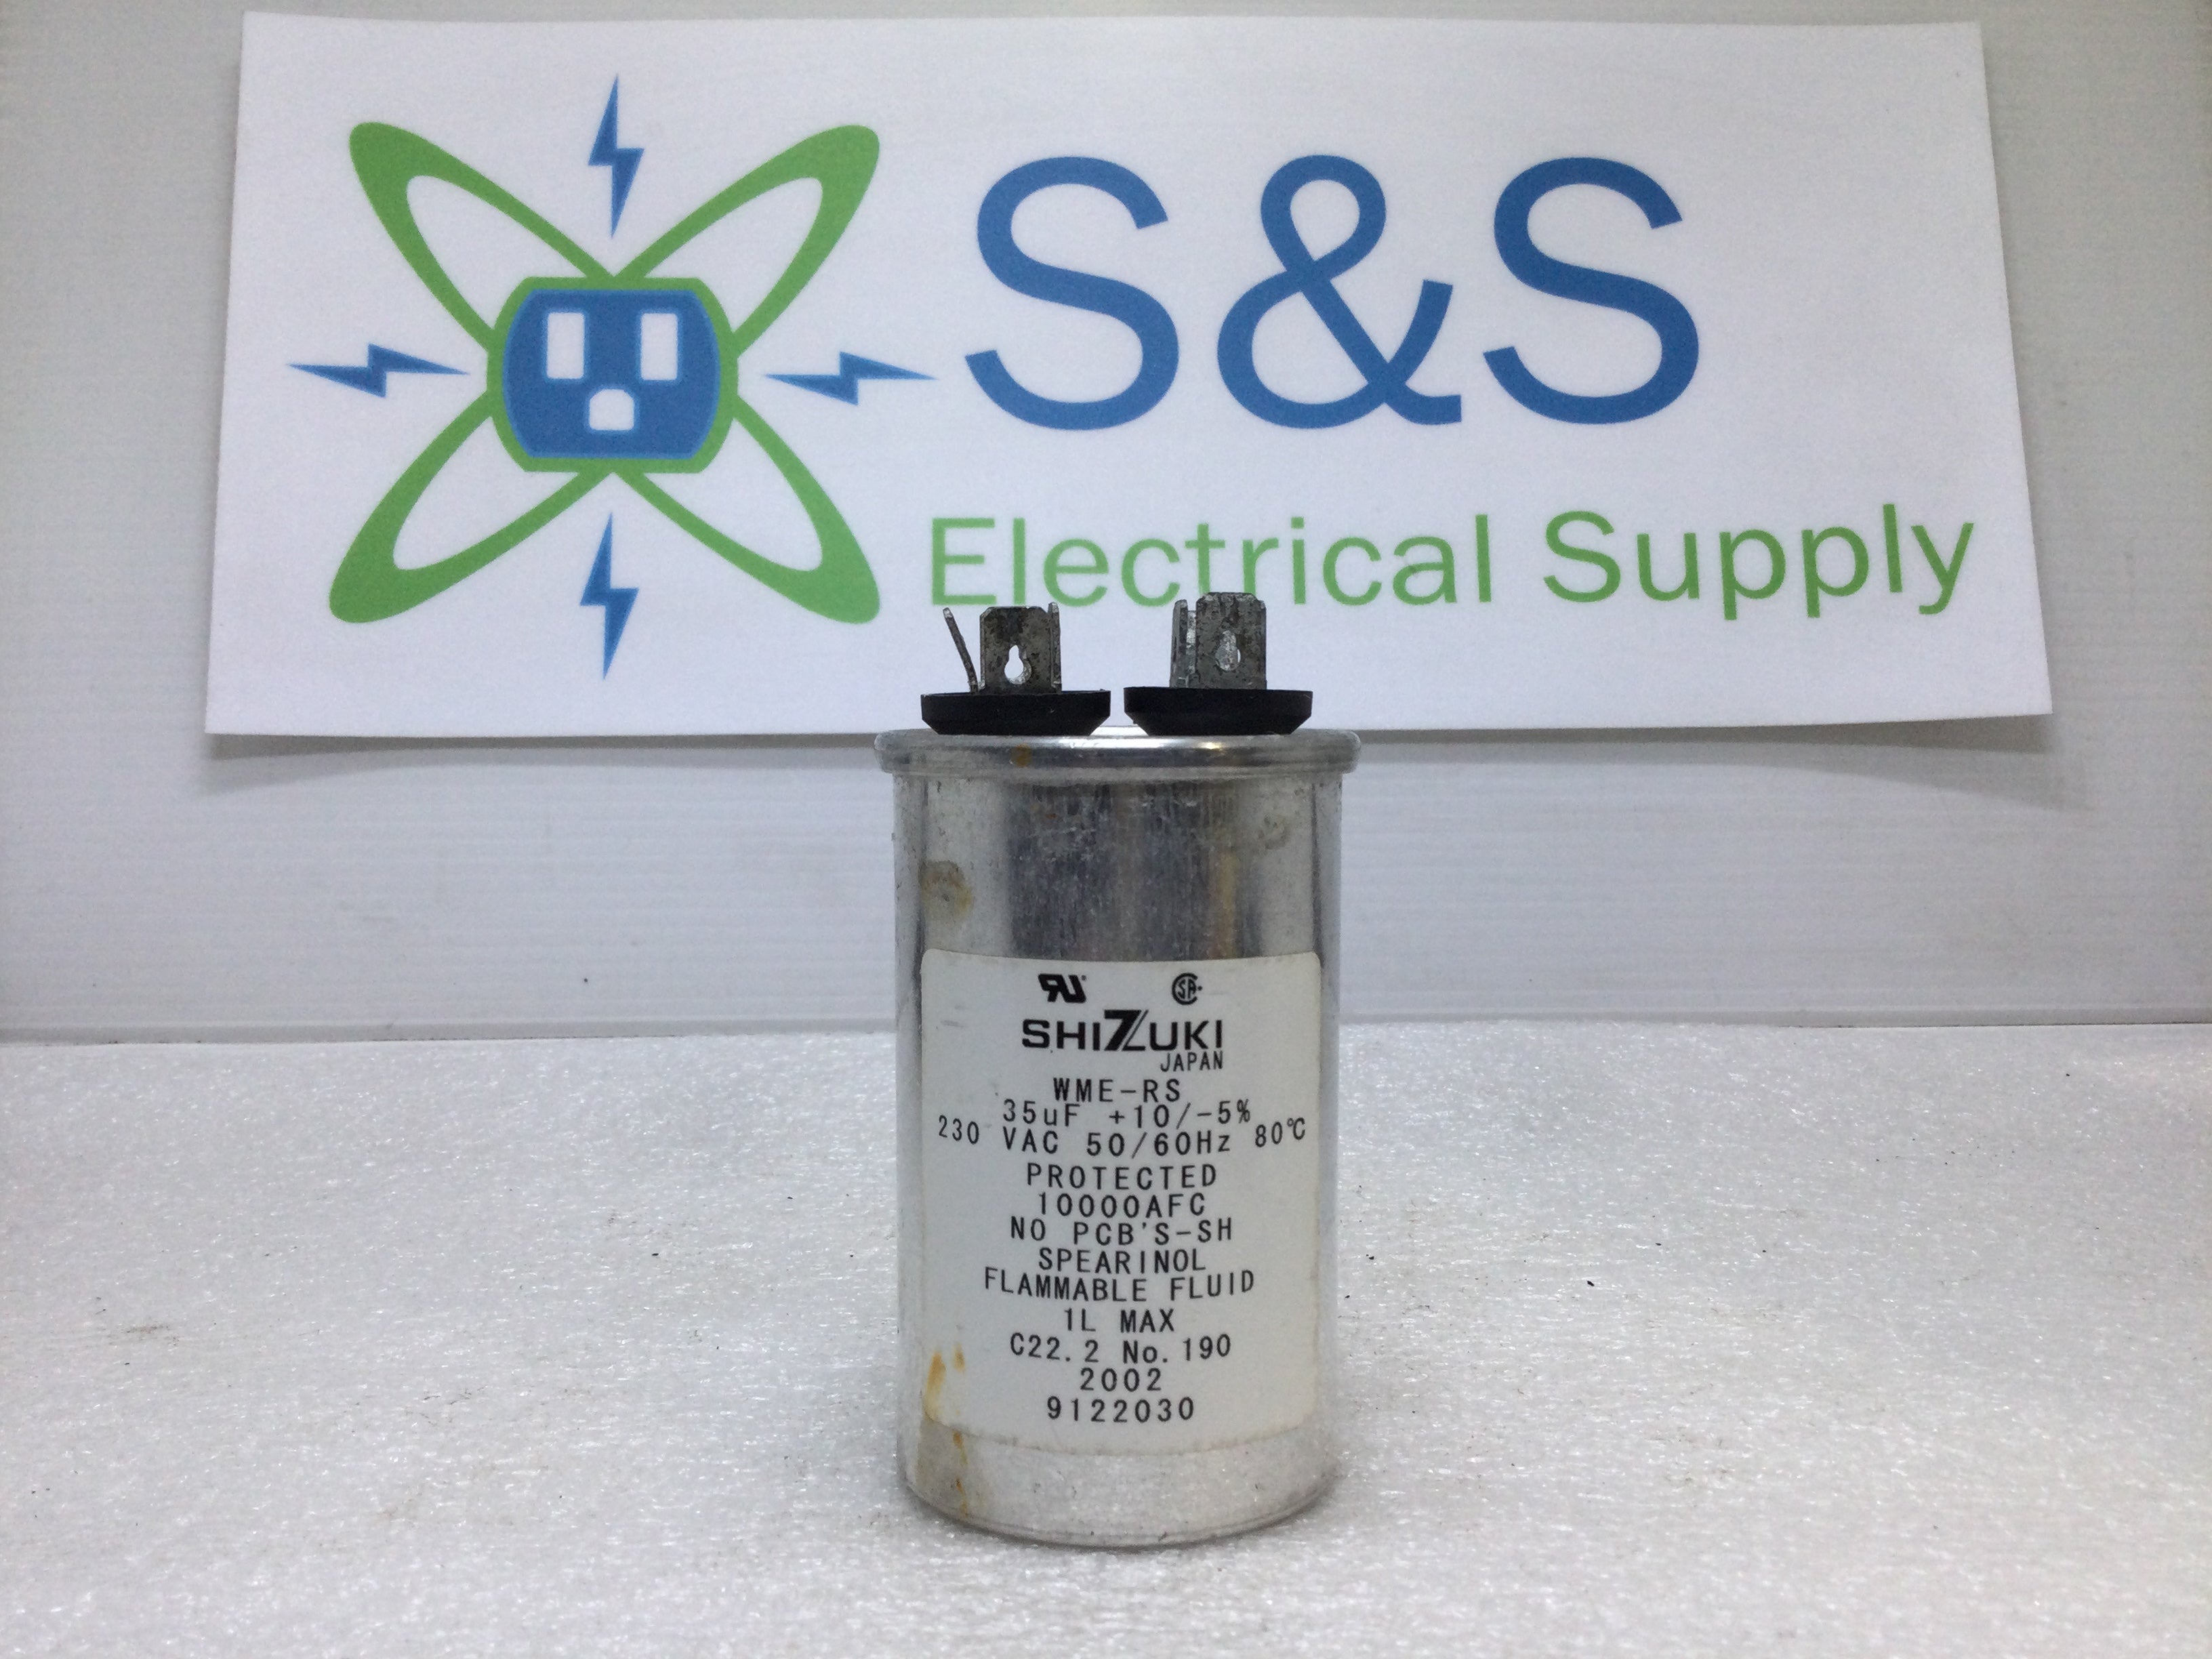 S&S
Electrical Supply
SHIZUKI
JAPAN
WME-RS
35uF +10/-5%
230 VAC 50/60Hz 80℃
PROTECTED
10000AFC
NO PCB'S-SH
SPEARINOL
FLAMMABLE FLUID
1L MAX
C22.2 No.190
2002
9122030